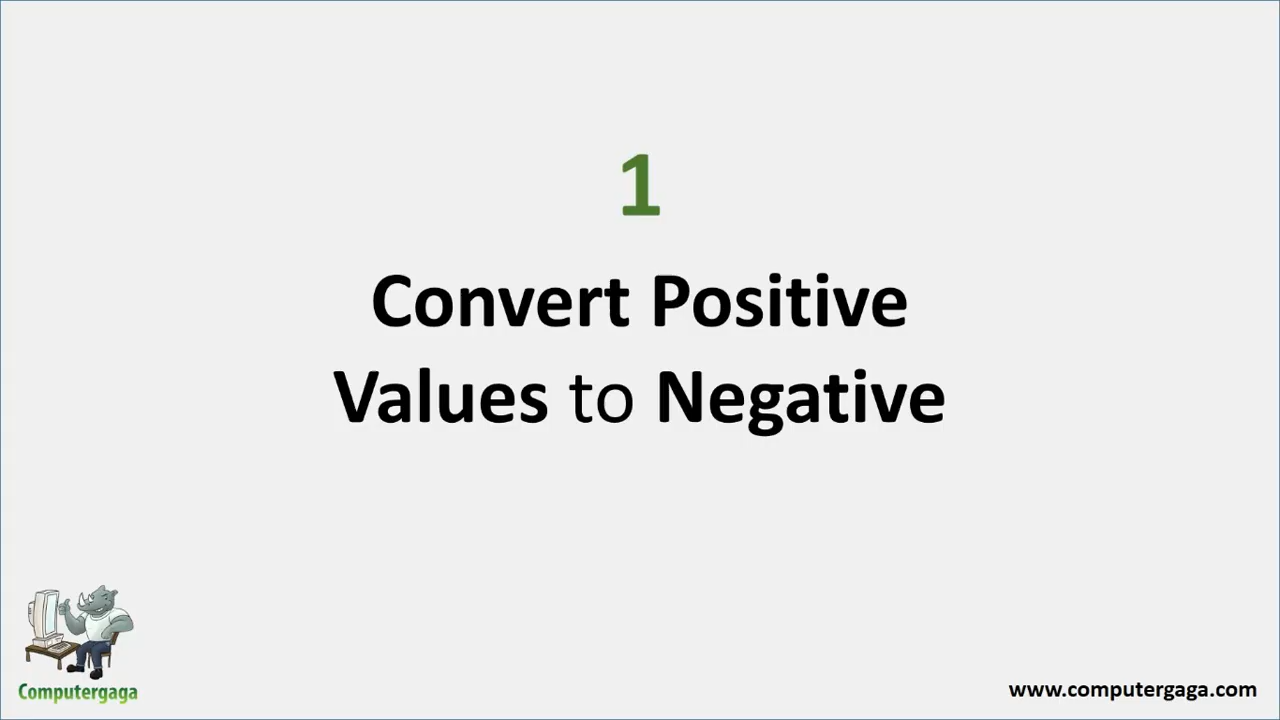 1
Convert Positive
Values to Negative
Computergaga
www.computergaga.com